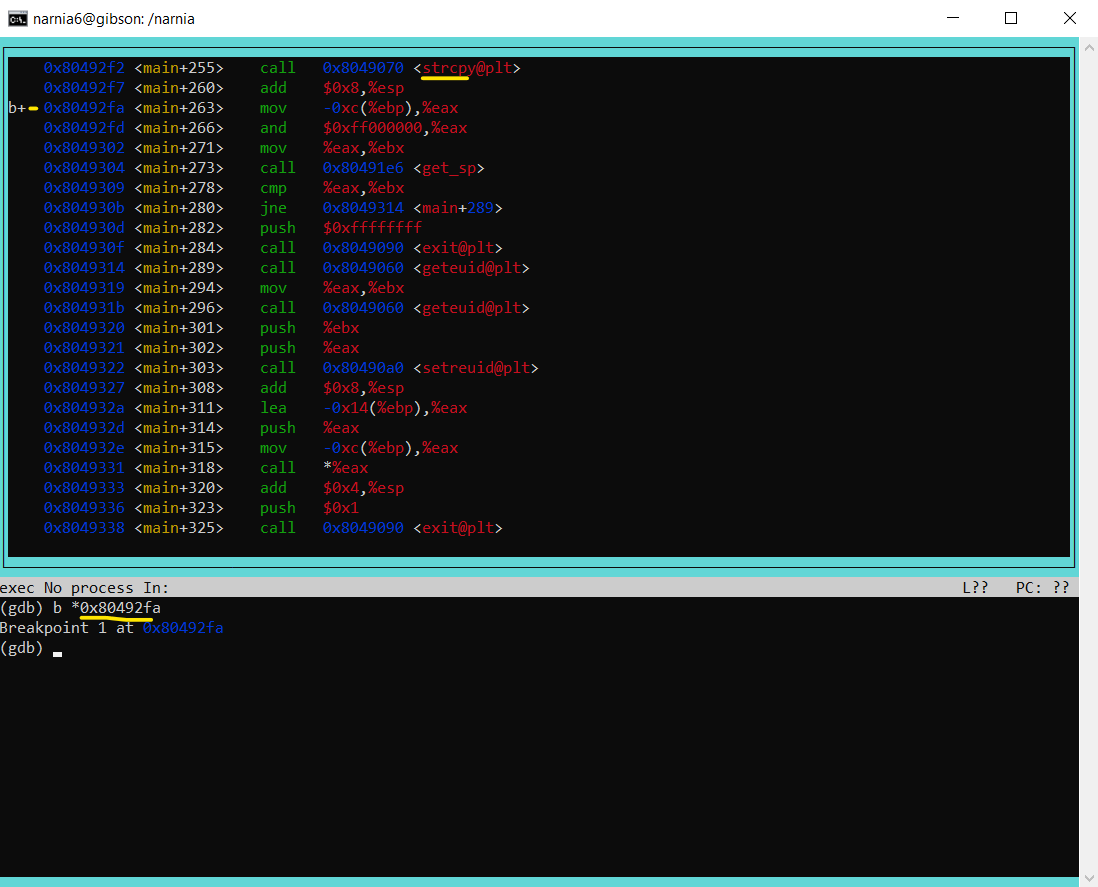 narnia6@gibson: /narnia
0x80492f2 <main+255> call 0x8049070 <strcpy@plt>
0x80492f7 <main+260> add $0x8,%esp
b+ 0x80492fa <main+263> mov -0xc(%ebp),%eax
0x80492fd <main+266> and $0xff000000,%eax
0x8049302 <main+271> mov %eax,%ebx
0x8049304 <main+273> call 0x80491e6 <get_sp>
0x8049309 <main+278> cmp %eax,%ebx
0x804930b <main+280> jne 0x8049314 <main+289>
0x804930d <main+282> push $0xffffffff
0x804930f <main+284> call 0x8049090 <exit@plt>
0x8049314 <main+289> call 0x8049060 <geteuid@plt>
0x8049319 <main+294> mov %eax,%ebx
0x804931b <main+296> call 0x8049060 <geteuid@plt>
0x8049320 <main+301> push %ebx
0x8049321 <main+302> push %eax
0x8049322 <main+303> call 0x80490a0 <setreuid@plt>
0x8049327 <main+308> add $0x8,%esp
0x804932a <main+311> lea -0x14(%ebp),%eax
0x804932d <main+314> push %eax
0x804932e <main+315> mov -0xc(%ebp),%eax
0x8049331 <main+318> call *%eax
0x8049333 <main+320> add $0x4,%esp
0x8049336 <main+323> push $0x1
0x8049338 <main+325> call 0x8049090 <exit@plt>
exec No process In: L?? PC: ??
(gdb) b *0x80492fa
Breakpoint 1 at 0x80492fa
(gdb)